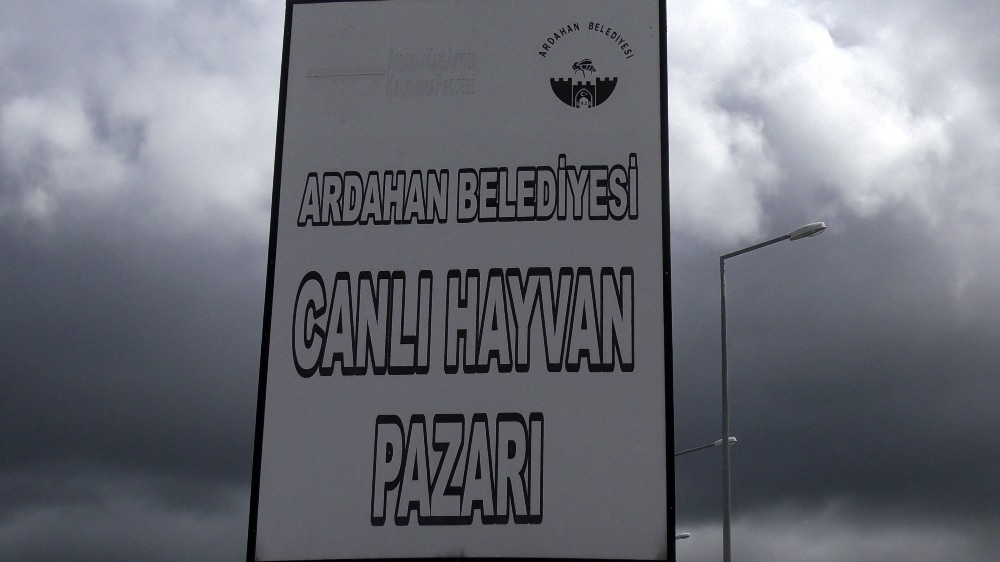 ARDAHAN BELEDİYESİ
ARDAHAN BELEDİYESİ
CANLI HAYVAN
PAZARI